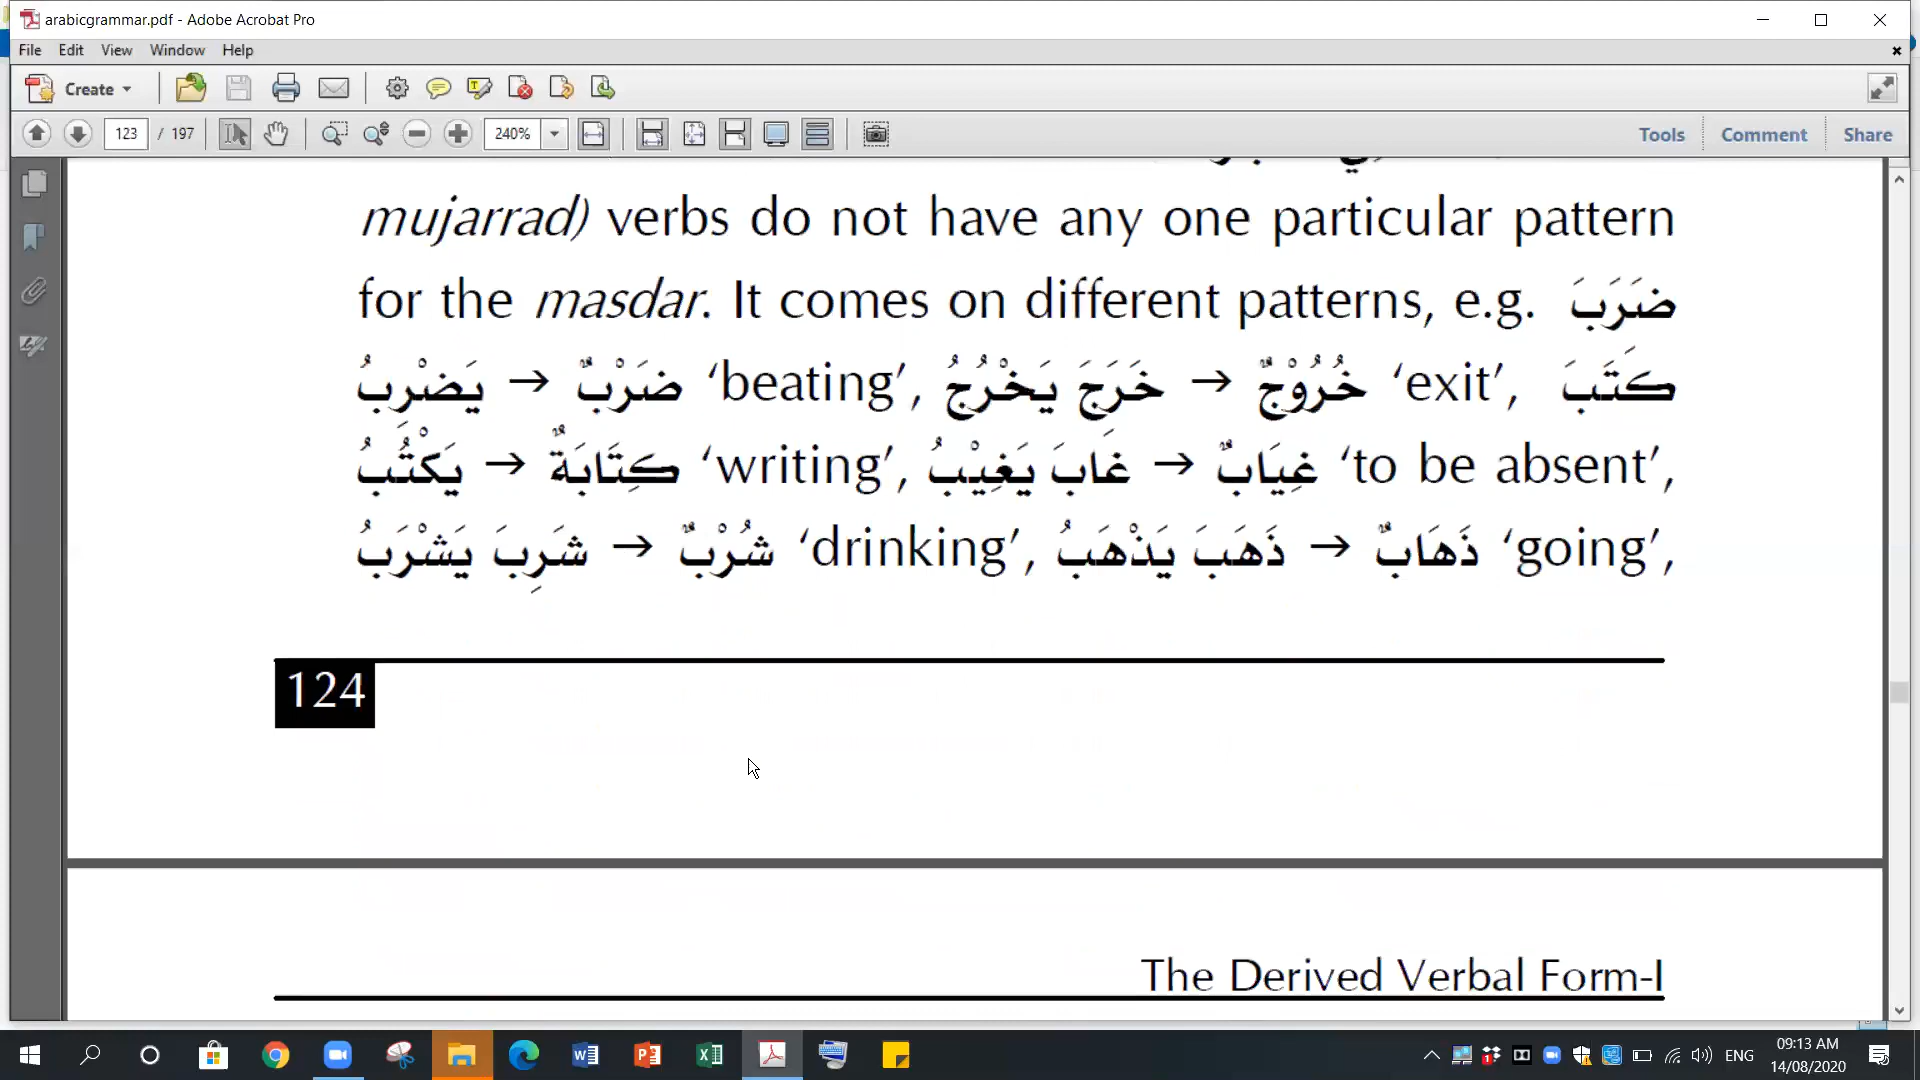 arabicgrammar.pdf - Adobe Acrobat Pro
File Edit View Window Help
Create
123 / 197 240% Tools Comment Share
mujarrad) verbs do not have any one particular pattern
for the masdar. It comes on different patterns, e.g. ضَرَبَ
يَضْرِبُ → ضَرْبٌ ‘beating’, خَرَجَ يَخْرُجُ → خُرُوْجٌ ‘exit’, كَتَبَ
يَكْتُبُ → كِتَابَةٌ ‘writing’, غَابَ يَغِيْبُ → غِيَابٌ ‘to be absent’,
شَرِبَ يَشْرَبُ → شُرْبٌ ‘drinking’, ذَهَبَ يَذْهَبُ → ذَهَابٌ ‘going’,
124
The Derived Verbal Form-I
ENG 09:13 AM
14/08/2020